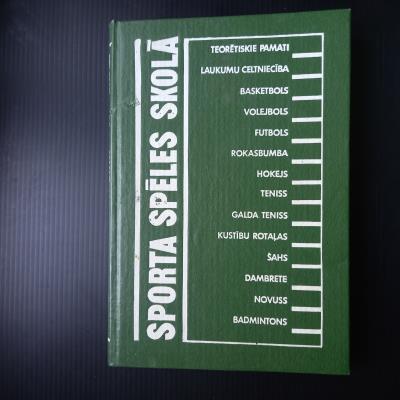 SPORTA SPĒLES SKOLĀ
TEORĒTISKIE PAMATI
LAUKUMU CELTNIECĪBA
BASKETBOLS
VOLEJBOLS
FUTBOLS
ROKASBUMBA
HOKEJS
TENISS
GALDA TENISS
KUSTĪBU ROTAĻAS
ŠAHS
DAMBRETE
NOVUSS
BADMINTONS